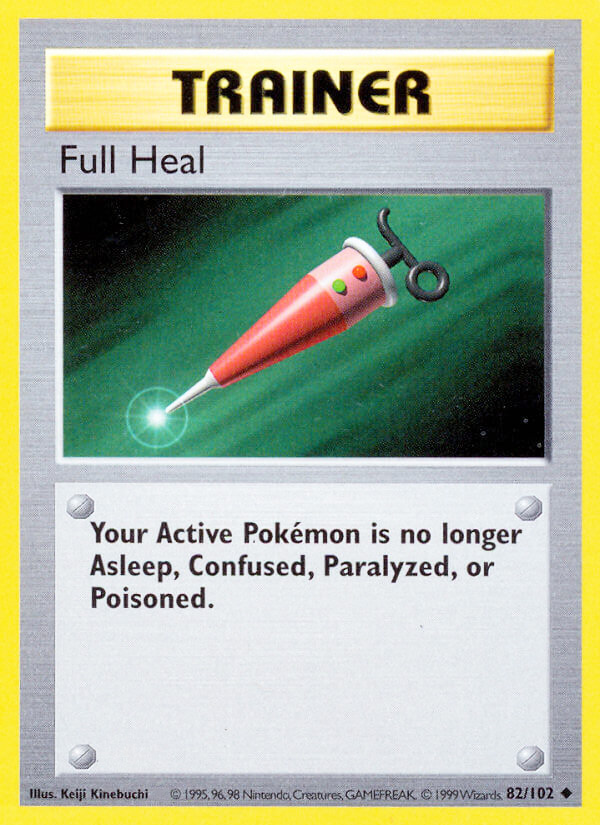 TRAINER
Full Heal
Your Active Pokémon is no longer
Asleep, Confused, Paralyzed, or
Poisoned.
Illus. Keiji Kinebuchi © 1995, 96, 98 Nintendo, Creatures, GAMEFREAK. © 1999 Wizards. 82/102 ◆